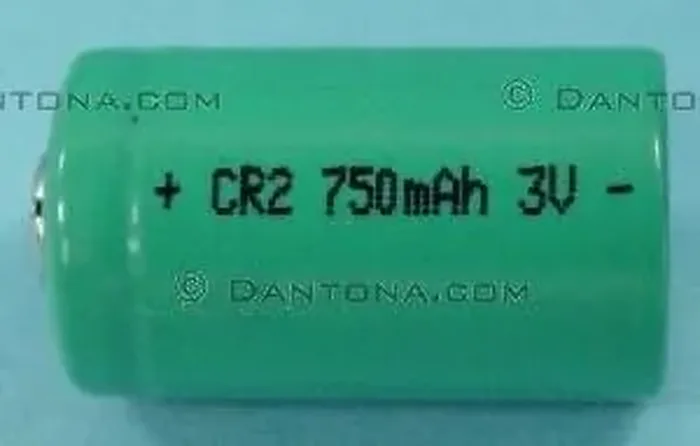 NTONA.COM
© DANTO
+ CR2 750mAh 3V -
© DANTONA.COM